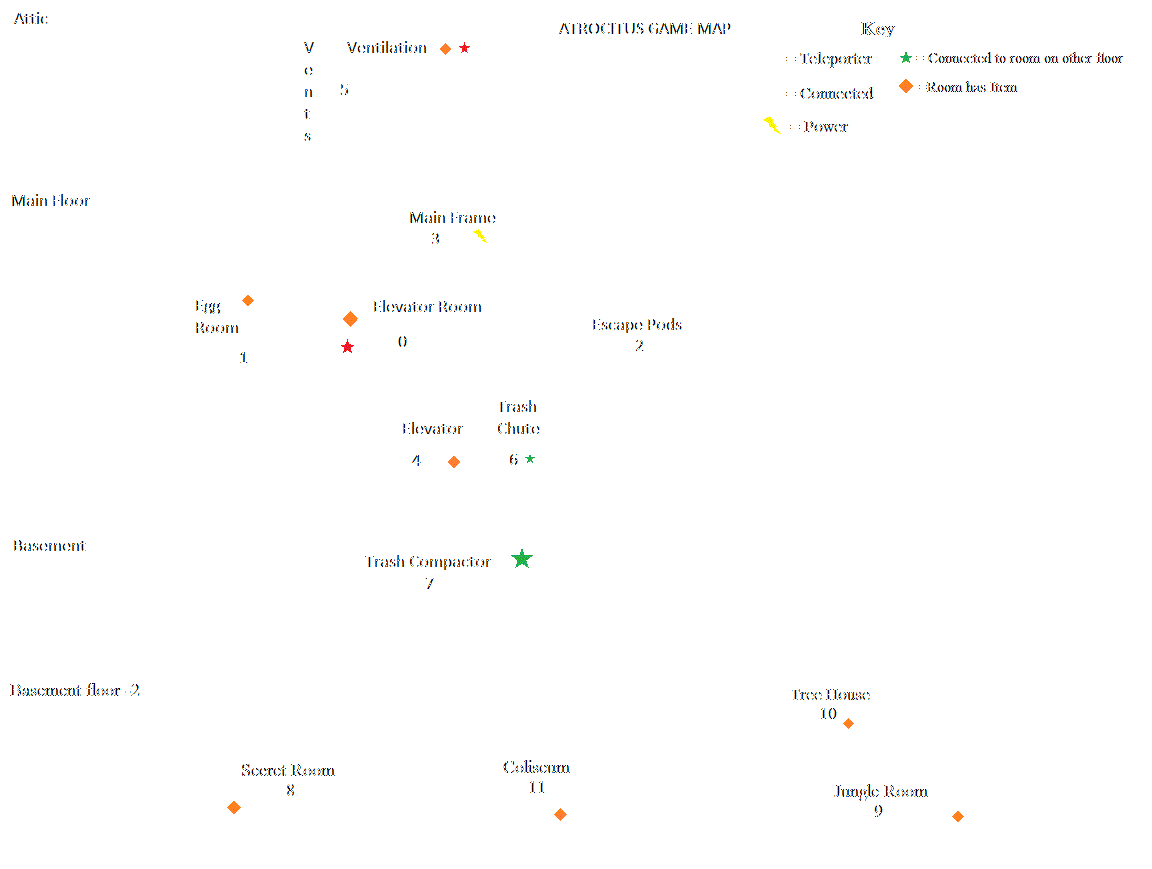 Attic
ATROCITUS GAME MAP
Key
Vents
Ventilation
5
: : Teleporter
: : Connected to room on other floor
: : Connected
: Room has Item
: : Power
Main Floor
Main Frame
3
Egg
Room
1
Elevator Room
0
Escape Pods
2
Elevator
4
Trash
Chute
6
Basement
Trash Compactor
7
Basement floor -2
Tree House
10
Secret Room
8
Coliseum
11
Jungle Room
9